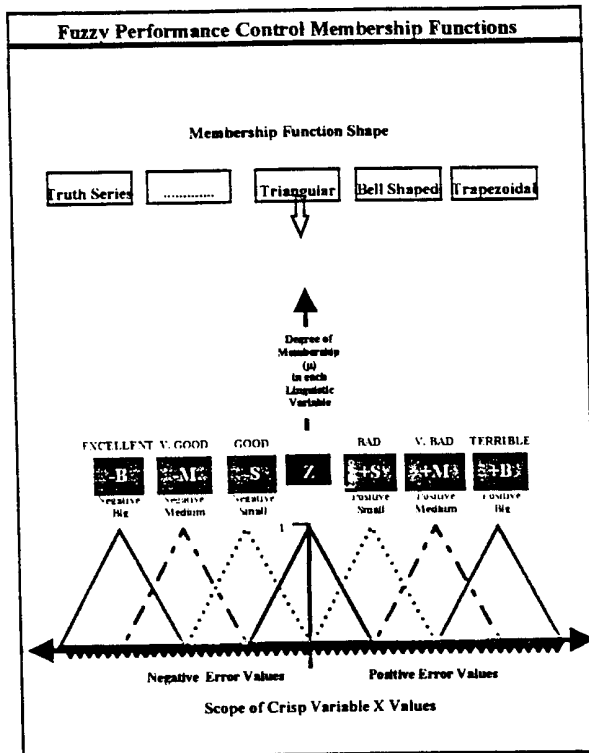 Fuzzy Performance Control Membership Functions
Membership Function Shape
Truth Series ............. Triangular Bell Shaped Trapezoidal
Degree of
Membership
(μ)
in each
Linguistic
Variable
EXCELLENT V. GOOD GOOD BAD V. BAD TERRIBLE
-B -M -S Z +S +M +B
Negative Big Negative Medium Negative Small Positive Small Positive Medium Positive Big
1
Negative Error Values Positive Error Values
Scope of Crisp Variable X Values